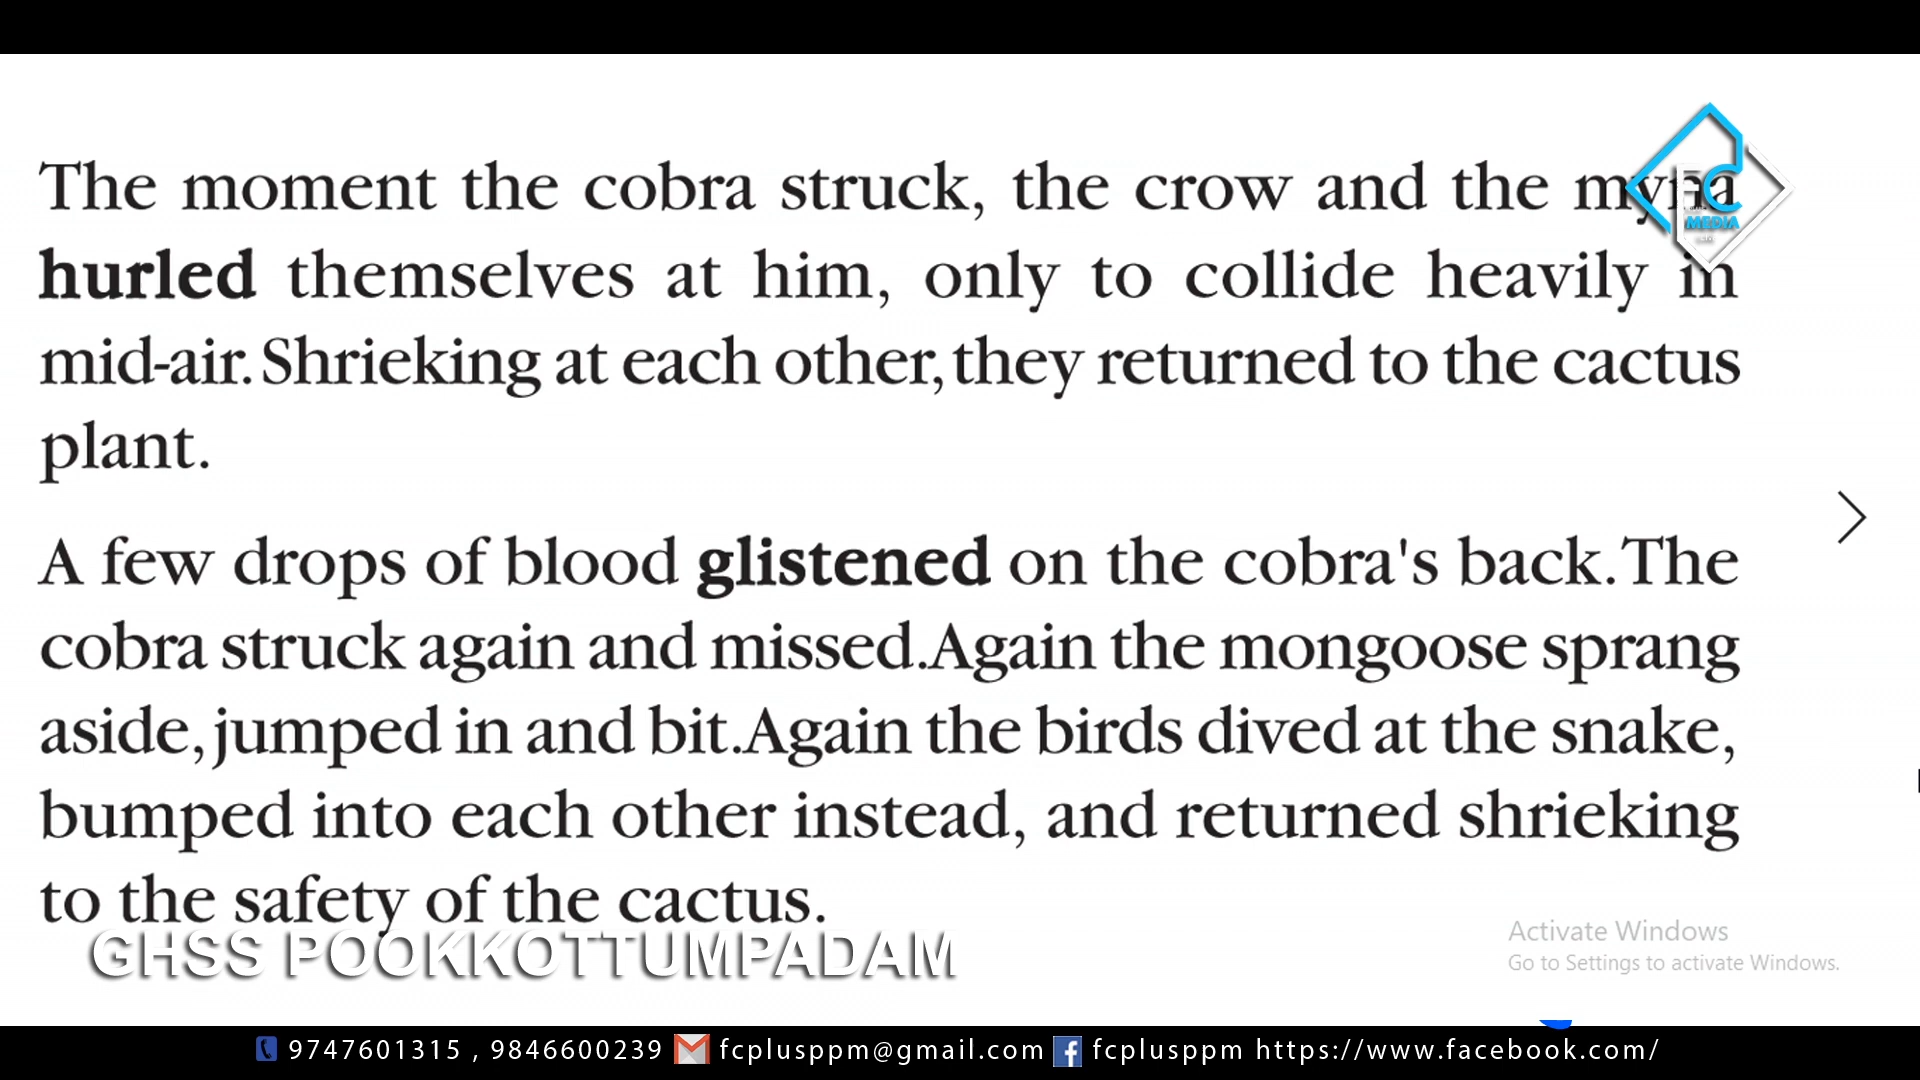 The moment the cobra struck, the crow and the myna
hurled themselves at him, only to collide heavily in
mid-air. Shrieking at each other, they returned to the cactus
plant.
A few drops of blood glistened on the cobra's back. The
cobra struck again and missed. Again the mongoose sprang
aside, jumped in and bit. Again the birds dived at the snake,
bumped into each other instead, and returned shrieking
to the safety of the cactus.
MEDIA
GHSS POOKKOTTUMPADAM
Activate Windows
Go to Settings to activate Windows.
9747601315 , 9846600239 fcplusppm@gmail.com fcplusppm https://www.facebook.com/